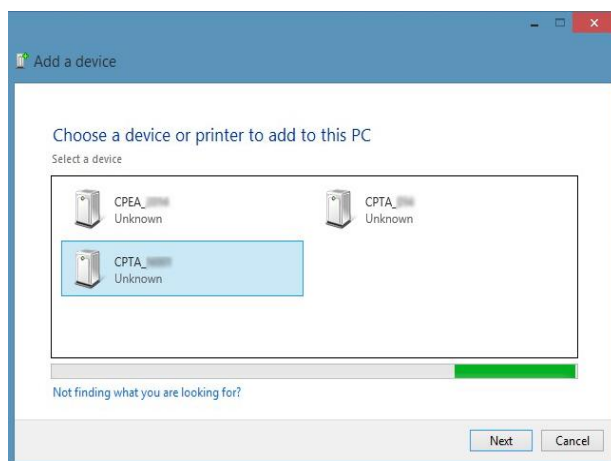 Add a device
Choose a device or printer to add to this PC
Select a device
CPEA_
Unknown
CPTA_
Unknown
CPTA_
Unknown
Not finding what you are looking for?
Next
Cancel